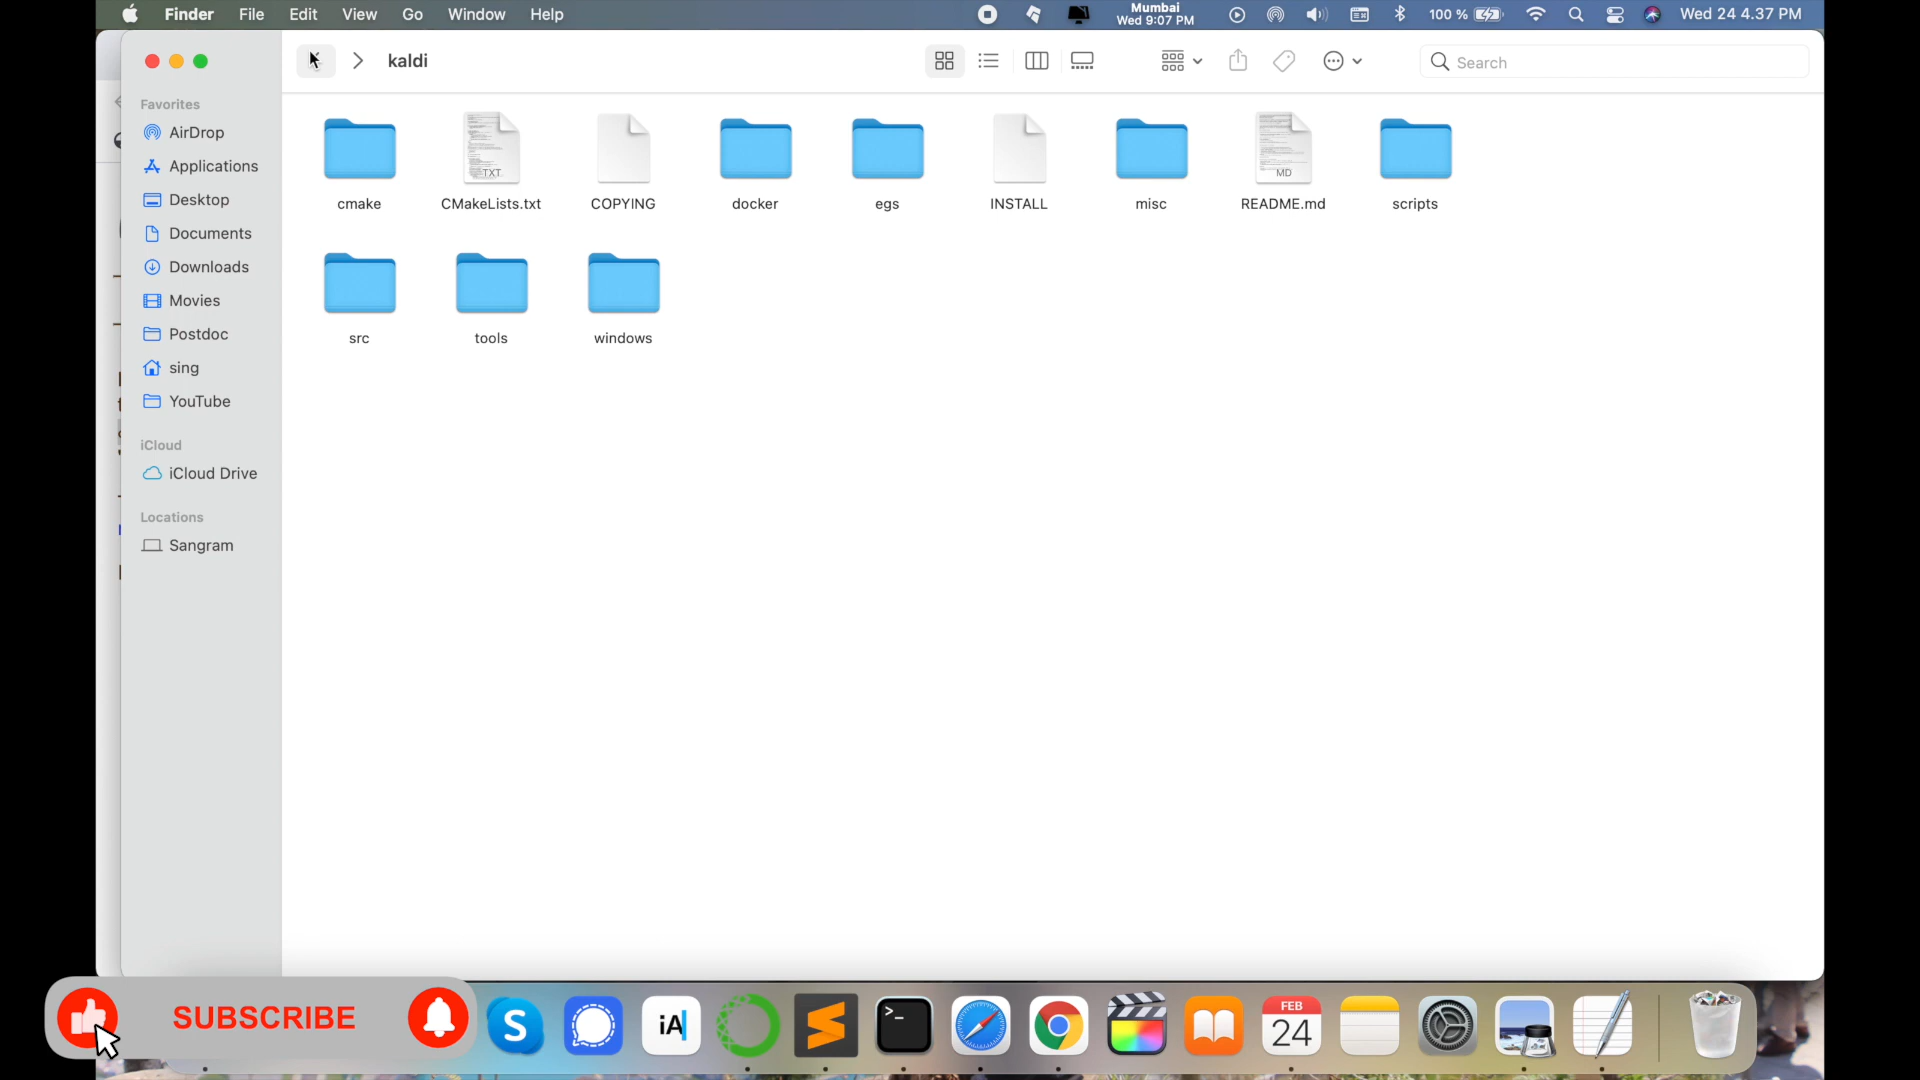 Finder File Edit View Go Window Help
Mumbai
Wed 9:07 PM
100 %
Wed 24 4.37 PM
kaldi
Search
Favorites
AirDrop
Applications
Desktop
Documents
Downloads
Movies
Postdoc
sing
YouTube
iCloud
iCloud Drive
Locations
Sangram
TXT
MD
cmake CMakeLists.txt COPYING docker egs INSTALL misc README.md scripts
src tools windows
SUBSCRIBE
S
iA
>_
FEB
24